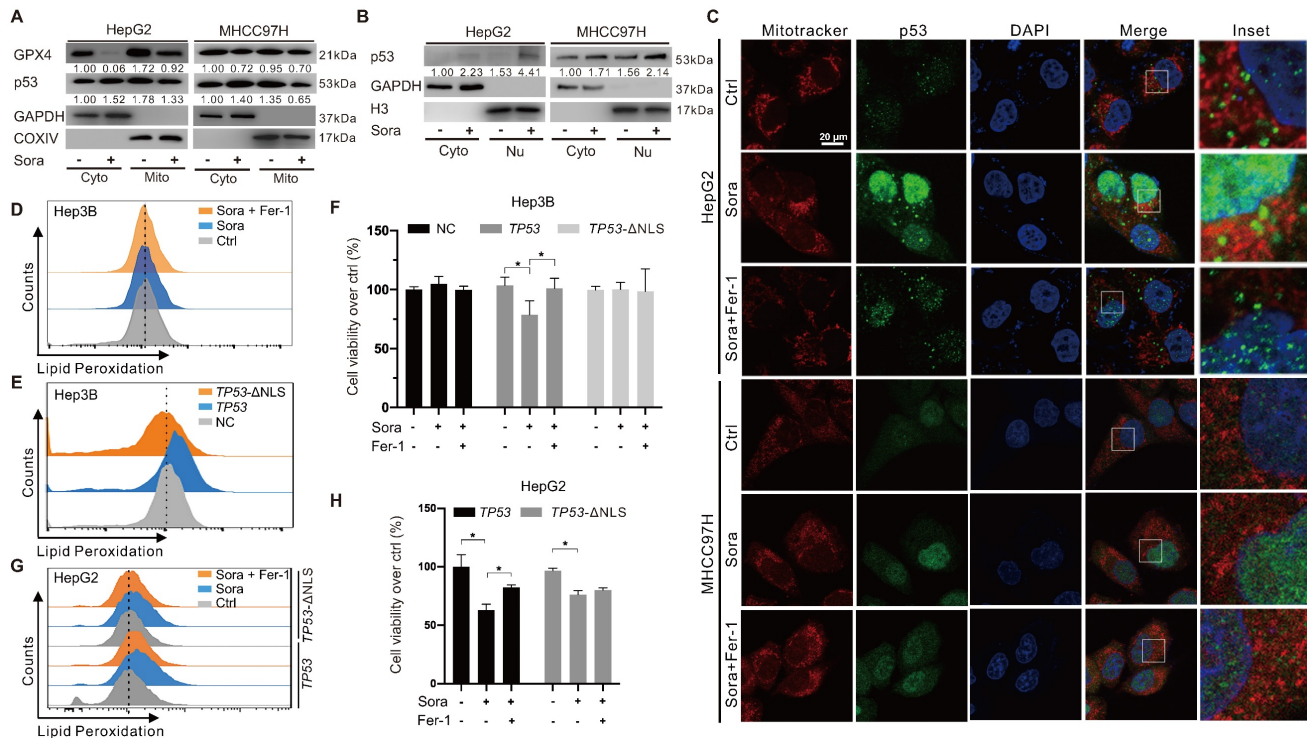 A
HepG2 MHCC97H
GPX4 21kDa
1.00 0.06 1.72 0.92 1.00 0.72 0.95 0.70
p53 53kDa
1.00 1.52 1.78 1.33 1.00 1.40 1.35 0.65
GAPDH 37kDa
COXIV 17kDa
Sora - + - + - + - +
Cyto Mito Cyto Mito
B
HepG2 MHCC97H
p53 53kDa
1.00 2.23 1.53 4.41 1.00 1.71 1.56 2.14
GAPDH 37kDa
H3 17kDa
Sora - + - + - + - +
Cyto Nu Cyto Nu
C
Mitotracker p53 DAPI Merge Inset
HepG2
Ctrl
20 μm
Sora
Sora+Fer-1
MHCC97H
Ctrl
Sora
Sora+Fer-1
D
Hep3B
Sora + Fer-1
Sora
Ctrl
Counts
Lipid Peroxidation
E
Hep3B
TP53-ΔNLS
TP53
NC
Counts
Lipid Peroxidation
F
Hep3B
NC TP53 TP53-ΔNLS
Cell viability over ctrl (%)
150
100
50
0
* *
Sora - + + - + + - + +
Fer-1 - - + - - + - - +
G
HepG2
Sora + Fer-1
Sora
Ctrl
TP53-ΔNLS
TP53
Counts
Lipid Peroxidation
H
HepG2
TP53 TP53-ΔNLS
Cell viability over ctrl (%)
150
100
50
0
* * *
Sora - + + - + +
Fer-1 - - + - - +